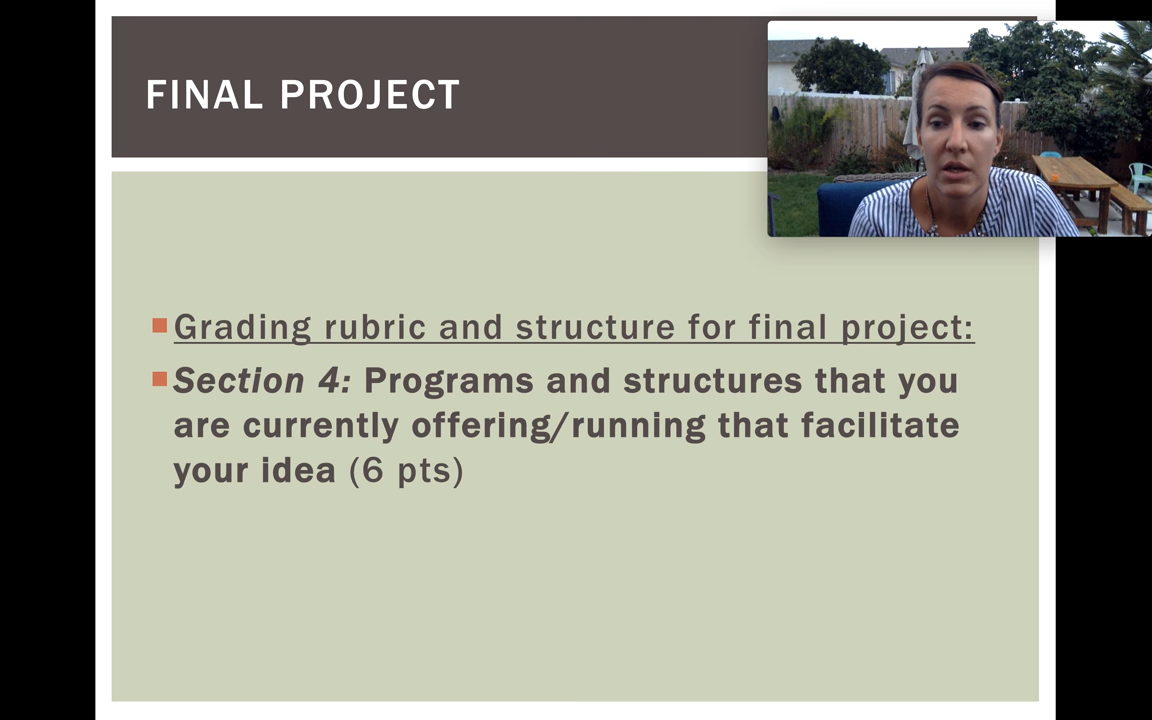 FINAL PROJECT
Grading rubric and structure for final project:
Section 4: Programs and structures that you
are currently offering/running that facilitate
your idea (6 pts)